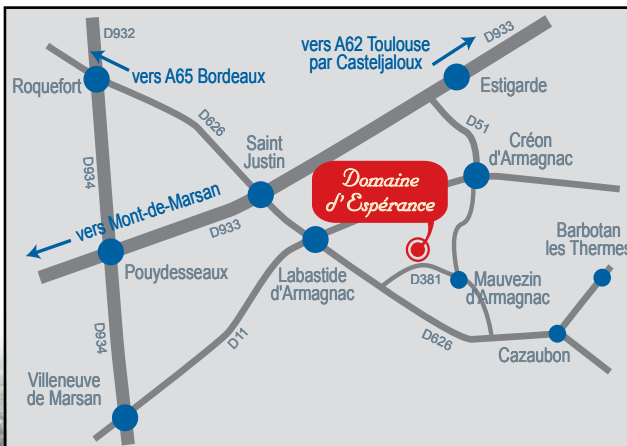 D932
vers A65 Bordeaux
Roquefort
D626
vers A62 Toulouse
par Casteljaloux
D933
Estigarde
D51
Saint
Justin
Créon
d'Armagnac
D934
Domaine
d'Espérance
vers Mont-de-Marsan
D933
Pouydesseaux
Labastide
d'Armagnac
D381
Mauvezin
d'Armagnac
Barbotan
les Thermes
D934
D11
D626
Cazaubon
Villeneuve
de Marsan